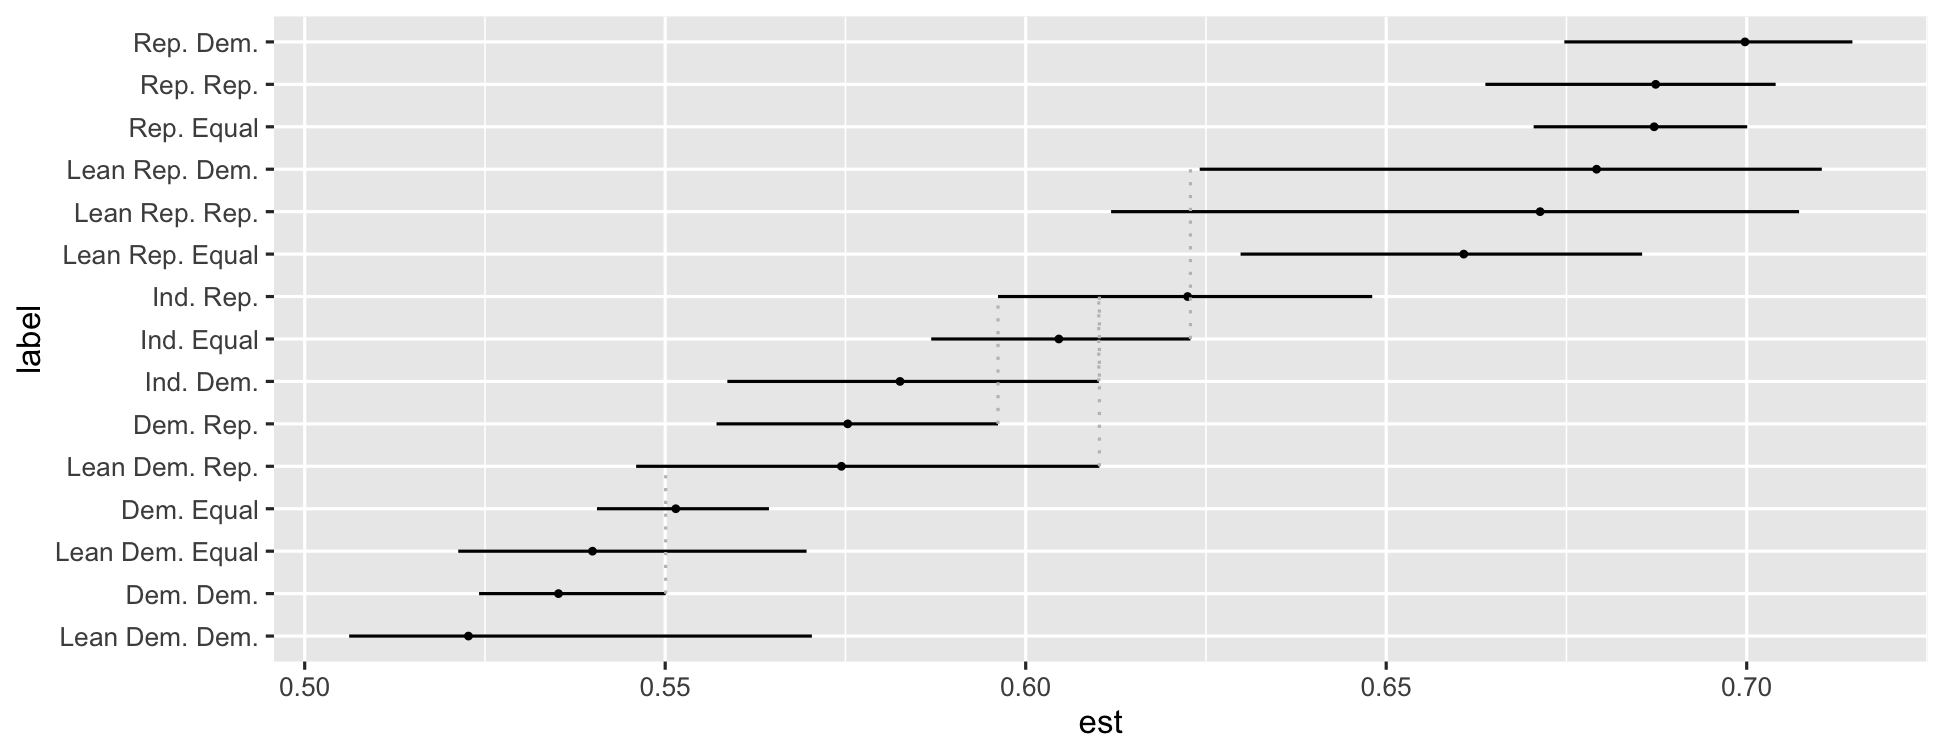 Rep. Dem.
Rep. Rep.
Rep. Equal
Lean Rep. Dem.
Lean Rep. Rep.
Lean Rep. Equal
Ind. Rep.
Ind. Equal
Ind. Dem.
Dem. Rep.
Lean Dem. Rep.
Dem. Equal
Lean Dem. Equal
Dem. Dem.
Lean Dem. Dem.
label
0.50 0.55 0.60 0.65 0.70
est